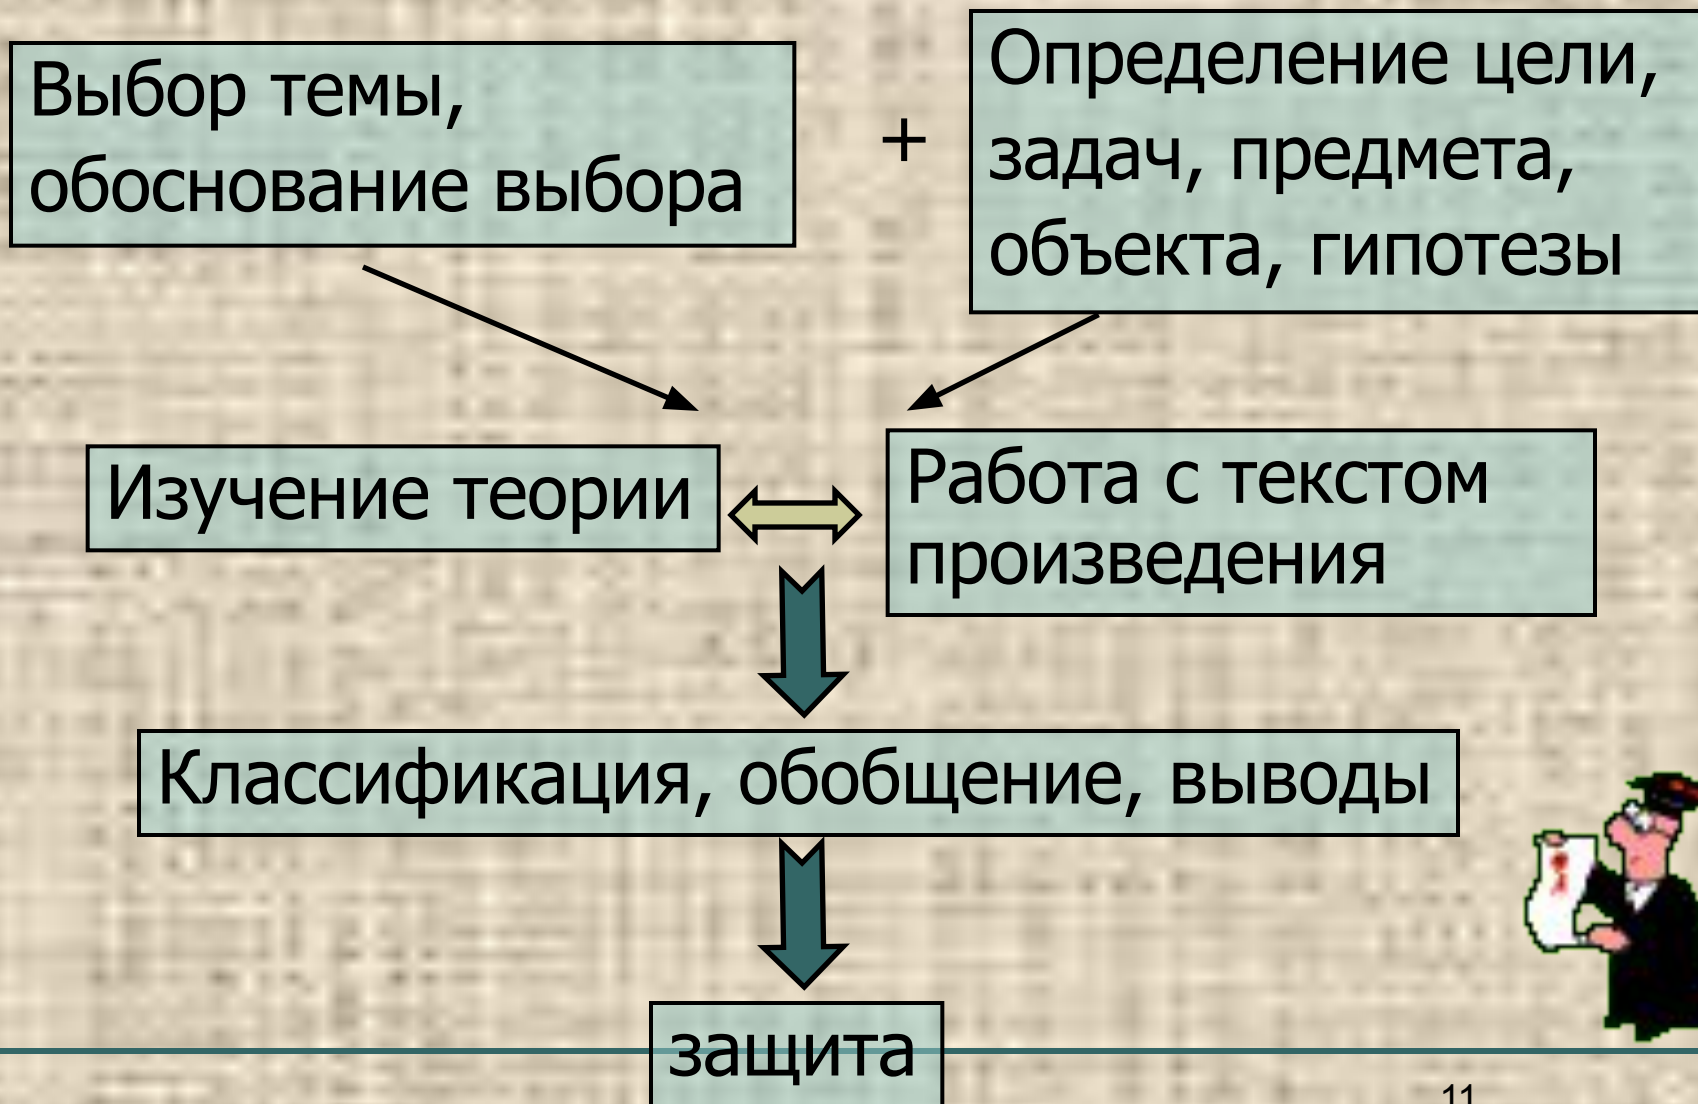 Выбор темы,
обоснование выбора
+
Определение цели,
задач, предмета,
объекта, гипотезы
Изучение теории
Работа с текстом
произведения
Классификация, обобщение, выводы
защита
11